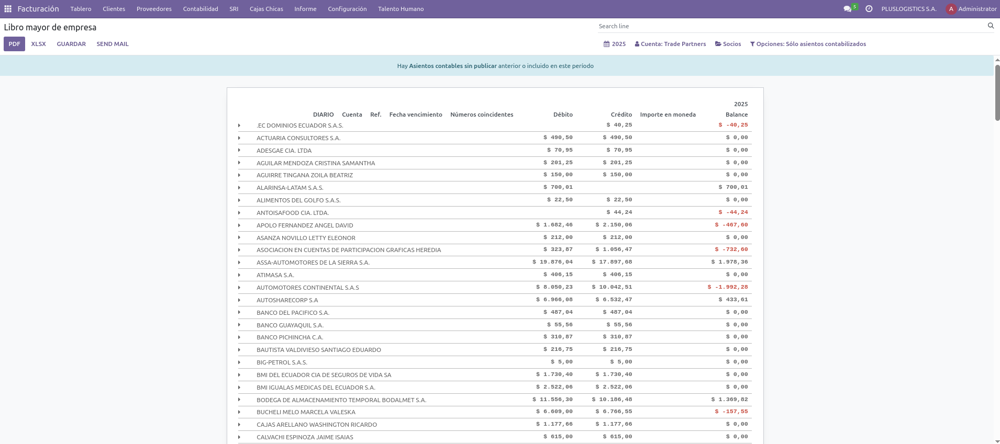 Facturación Tablero Clientes Proveedores Contabilidad SRI Cajas Chicas Informe Configuración Talento Humano 5 PLUSLOGISTICS S.A. A Administrator
Libro mayor de empresa
Search line
PDF XLSX GUARDAR SEND MAIL
2025 Cuenta: Trade Partners Socios Opciones: Sólo asientos contabilizados
Hay Asientos contables sin publicar anterior o incluido en este período
2025
DIARIO Cuenta Ref. Fecha vencimiento Números coincidentes Débito Crédito Importe en moneda Balance
.EC DOMINIOS ECUADOR S.A.S. $ 40,25 $ -40,25
ACTUARIA CONSULTORES S.A. $ 490,50 $ 490,50 $ 0,00
ADESGAE CIA. LTDA $ 70,95 $ 70,95 $ 0,00
AGUILAR MENDOZA CRISTINA SAMANTHA $ 201,25 $ 201,25 $ 0,00
AGUIRRE TINGANA ZOILA BEATRIZ $ 150,00 $ 150,00 $ 0,00
ALARINSA-LATAM S.A.S. $ 700,01 $ 700,01
ALIMENTOS DEL GOLFO S.A.S. $ 22,50 $ 22,50 $ 0,00
ANTOISAFOOD CIA. LTDA. $ 44,24 $ -44,24
APOLO FERNANDEZ ANGEL DAVID $ 1.682,46 $ 2.150,06 $ -467,60
ASANZA NOVILLO LETTY ELEONOR $ 212,00 $ 212,00 $ 0,00
ASOCIACION EN CUENTAS DE PARTICIPACION GRAFICAS HEREDIA $ 323,87 $ 1.056,47 $ -732,60
ASSA-AUTOMOTORES DE LA SIERRA S.A. $ 19.876,04 $ 17.897,68 $ 1.978,36
ATIMASA S.A. $ 406,15 $ 406,15 $ 0,00
AUTOMOTORES CONTINENTAL S.A.S $ 8.050,23 $ 10.042,51 $ -1.992,28
AUTOSHARECORP S.A $ 6.966,08 $ 6.532,47 $ 433,61
BANCO DEL PACIFICO S.A. $ 487,04 $ 487,04 $ 0,00
BANCO GUAYAQUIL S.A. $ 55,56 $ 55,56 $ 0,00
BANCO PICHINCHA C.A. $ 310,87 $ 310,87 $ 0,00
BAUTISTA VALDIVIESO SANTIAGO EDUARDO $ 216,75 $ 216,75 $ 0,00
BIG-PETROL S.A.S. $ 5,00 $ 5,00 $ 0,00
BMI DEL ECUADOR CIA DE SEGUROS DE VIDA SA $ 1.730,40 $ 1.730,40 $ 0,00
BMI IGUALAS MEDICAS DEL ECUADOR S.A. $ 2.522,06 $ 2.522,06 $ 0,00
BODEGA DE ALMACENAMIENTO TEMPORAL BODALMET S.A. $ 11.556,30 $ 10.186,48 $ 1.369,82
BUCHELI MELO MARCELA VALESKA $ 6.609,00 $ 6.766,55 $ -157,55
CAJAS ARELLANO WASHINGTON RICARDO $ 1.177,66 $ 1.177,66 $ 0,00
CALVACHI ESPINOZA JAIME ISAIAS $ 615,00 $ 615,00 $ 0,00